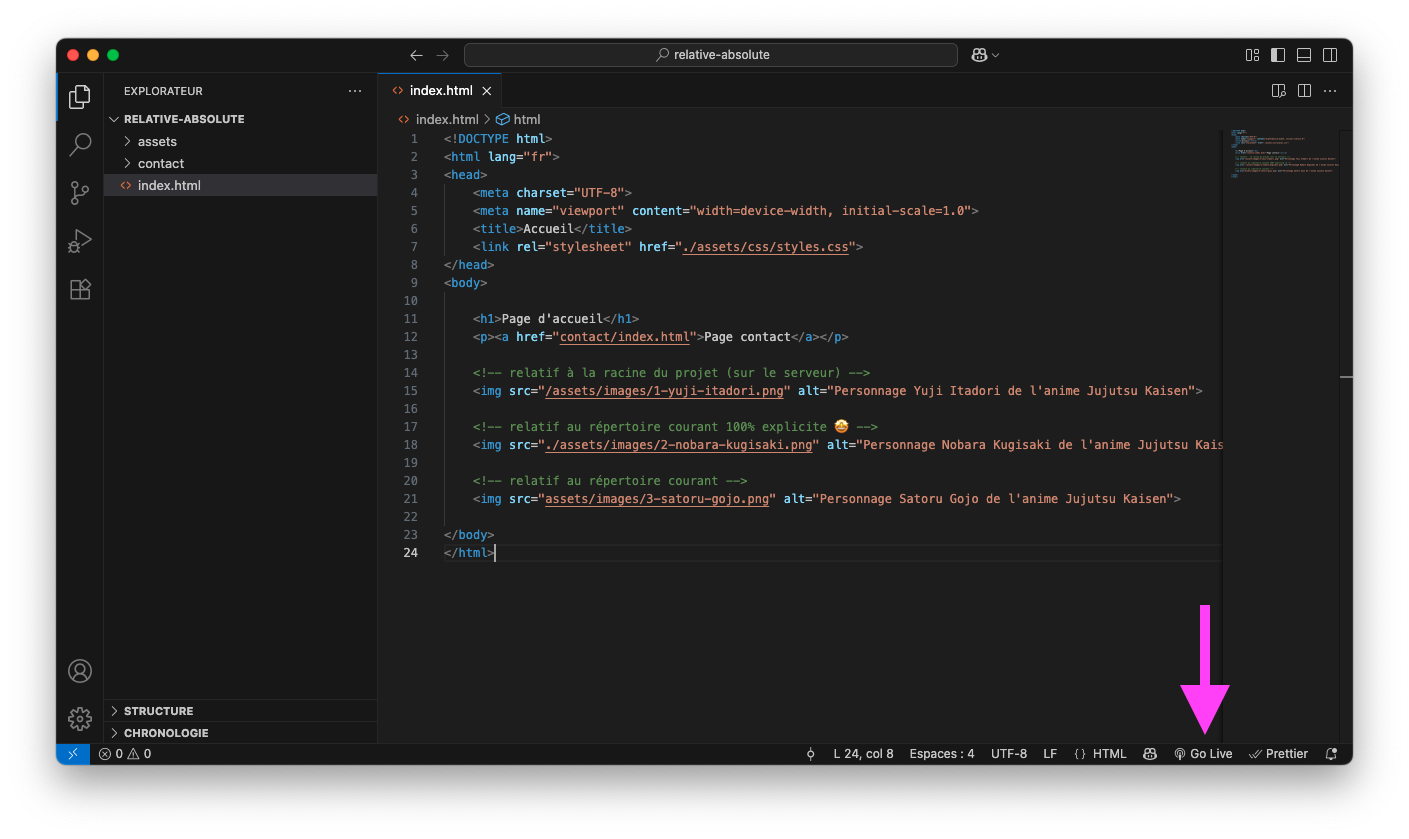 relative-absolute
EXPLORATEUR
RELATIVE-ABSOLUTE
assets
contact
index.html
STRUCTURE
CHRONOLOGIE
index.html
index.html > html
1 <!DOCTYPE html>
2 <html lang="fr">
3 <head>
4 <meta charset="UTF-8">
5 <meta name="viewport" content="width=device-width, initial-scale=1.0">
6 <title>Accueil</title>
7 <link rel="stylesheet" href="./assets/css/styles.css">
8 </head>
9 <body>
10
11 <h1>Page d'accueil</h1>
12 <p><a href="contact/index.html">Page contact</a></p>
13
14 <!-- relatif à la racine du projet (sur le serveur) -->
15 <img src="/assets/images/1-yuji-itadori.png" alt="Personnage Yuji Itadori de l'anime Jujutsu Kaisen">
16
17 <!-- relatif au répertoire courant 100% explicite 🤩 -->
18 <img src="./assets/images/2-nobara-kugisaki.png" alt="Personnage Nobara Kugisaki de l'anime Jujutsu Kais
19
20 <!-- relatif au répertoire courant -->
21 <img src="assets/images/3-satoru-gojo.png" alt="Personnage Satoru Gojo de l'anime Jujutsu Kaisen">
22
23 </body>
24 </html>
0 0 L 24, col 8 Espaces : 4 UTF-8 LF {} HTML Go Live Prettier